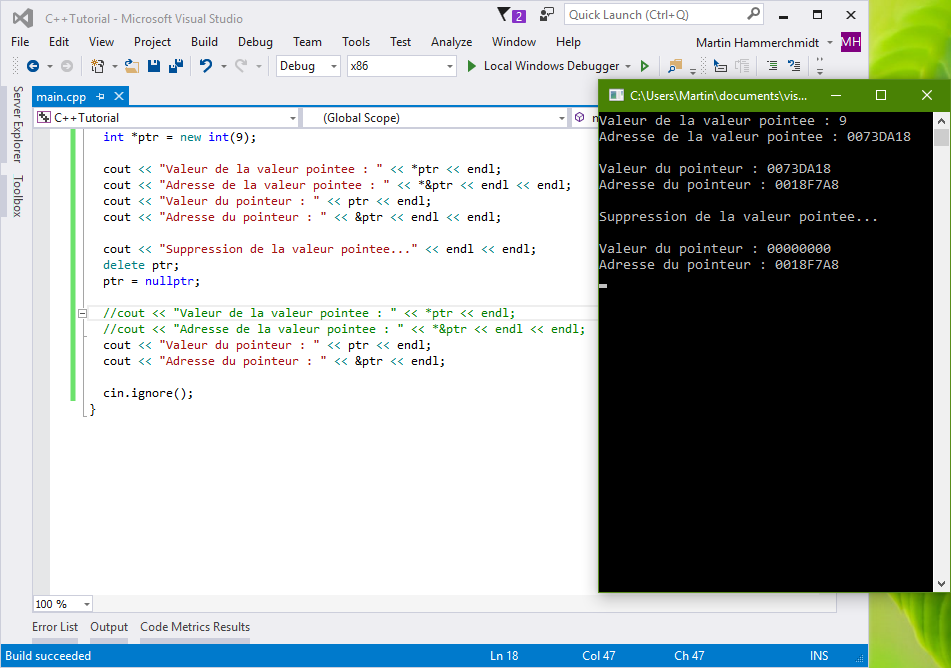 C++Tutorial - Microsoft Visual Studio
2
Quick Launch (Ctrl+Q)
File Edit View Project Build Debug Team Tools Test Analyze Window Help Martin Hammerchmidt MH
Debug x86 Local Windows Debugger
Server Explorer
Toolbox
main.cpp
C++Tutorial (Global Scope)
int *ptr = new int(9);
cout << "Valeur de la valeur pointee : " << *ptr << endl;
cout << "Adresse de la valeur pointee : " << *&ptr << endl << endl;
cout << "Valeur du pointeur : " << ptr << endl;
cout << "Adresse du pointeur : " << &ptr << endl << endl;
cout << "Suppression de la valeur pointee..." << endl << endl;
delete ptr;
ptr = nullptr;
//cout << "Valeur de la valeur pointee : " << *ptr << endl;
//cout << "Adresse de la valeur pointee : " << *&ptr << endl << endl;
cout << "Valeur du pointeur : " << ptr << endl;
cout << "Adresse du pointeur : " << &ptr << endl;
cin.ignore();
}
100 %
Error List Output Code Metrics Results
Build succeeded Ln 18 Col 47 Ch 47 INS
C:\Users\Martin\documents\vis...
Valeur de la valeur pointee : 9
Adresse de la valeur pointee : 0073DA18
Valeur du pointeur : 0073DA18
Adresse du pointeur : 0018F7A8
Suppression de la valeur pointee...
Valeur du pointeur : 00000000
Adresse du pointeur : 0018F7A8